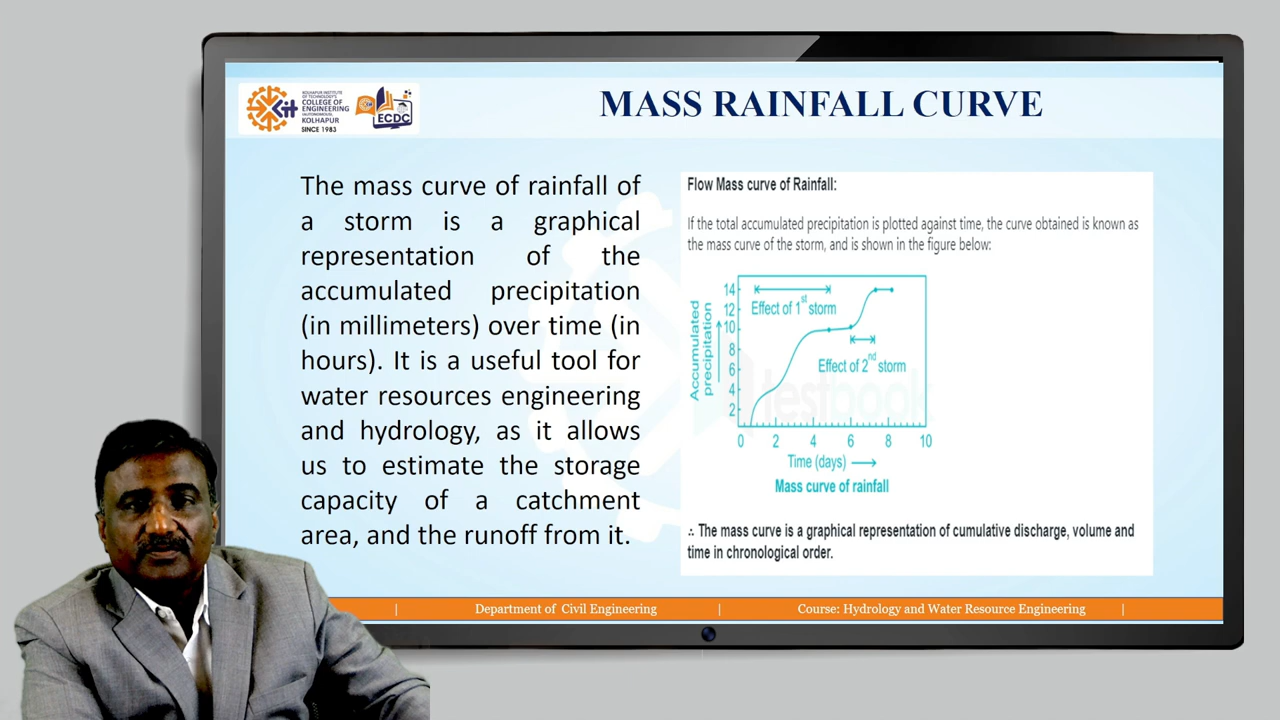 KOLHAPUR INSTITUTE
OF TECHNOLOGY'S
COLLEGE OF
ENGINEERING
(AUTONOMOUS),
KOLHAPUR
SINCE 1983
ECDC
MASS RAINFALL CURVE
The mass curve of rainfall of
a storm is a graphical
representation of the
accumulated precipitation
(in millimeters) over time (in
hours). It is a useful tool for
water resources engineering
and hydrology, as it allows
us to estimate the storage
capacity of a catchment
area, and the runoff from it.
Flow Mass curve of Rainfall:
If the total accumulated precipitation is plotted against time, the curve obtained is known as
the mass curve of the storm, and is shown in the figure below:
Accumulated
precipitation
14
12
10
8
6
4
2
Effect of 1st storm
Effect of 2nd storm
testbook
0 2 4 6 8 10
Time (days)
Mass curve of rainfall
∴ The mass curve is a graphical representation of cumulative discharge, volume and
time in chronological order.
| Department of Civil Engineering | Course: Hydrology and Water Resource Engineering |